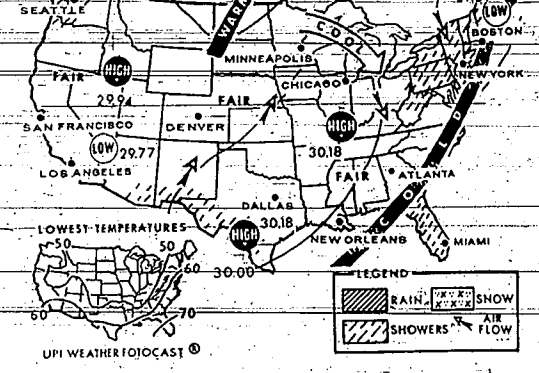 SEATTLE
LOW
BOSTON
WARM
COOL
MINNEAPOLIS
HIGH
FAIR
29.94
FAIR
CHICAGO
NEW YORK
SAN FRANCISCO
DENVER
HIGH
30.18
LOW
29.77
LOS ANGELES
FAIR
ATLANTA
COLD
DALLAS
30.18
HIGH
30.00
NEW ORLEANS
MIAMI
LOWEST TEMPERATURES
50
50
60
60
70
LEGEND
RAIN
SNOW
SHOWERS
AIR
FLOW
UPI WEATHER FOTOCAST ®